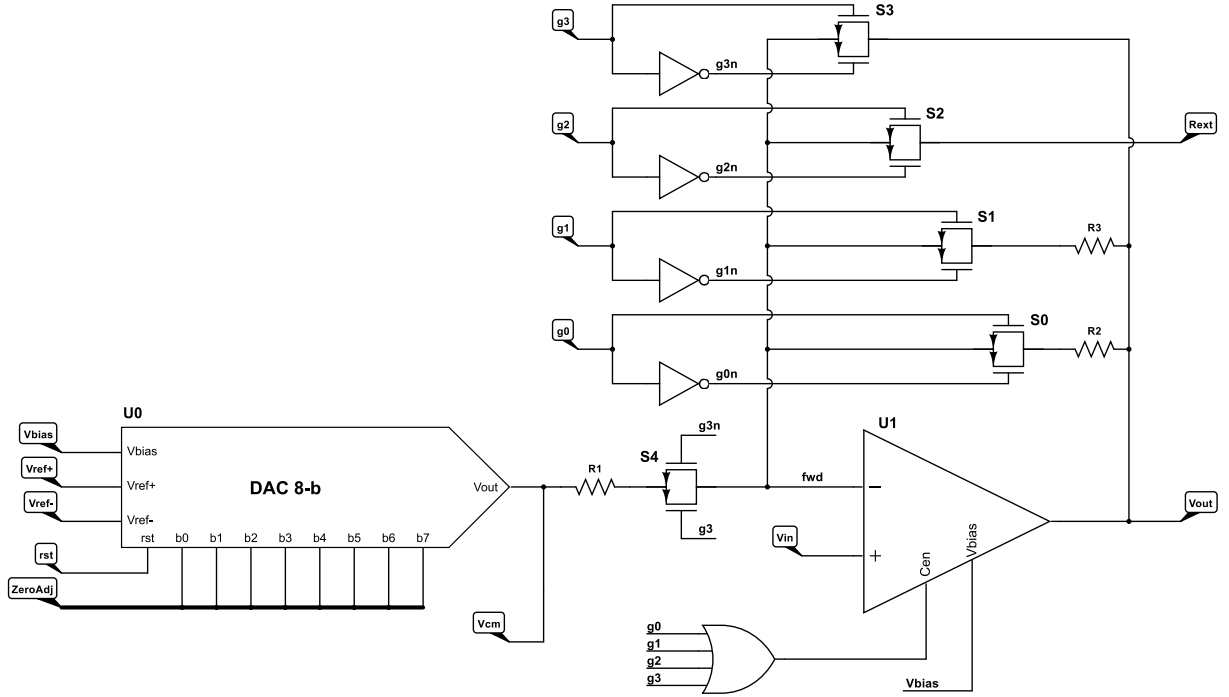 g3
S3
g3n
g2
S2
Rext
g2n
g1
S1
R3
g1n
g0
S0
R2
g0n
U0
g3n
U1
Vbias
Vbias
S4
R1
Vref+
Vref+
DAC 8-b
Vout
fwd
−
Vref-
Vref-
g3
Vout
rst
b0 b1 b2 b3 b4 b5 b6 b7
rst
Vin
+
Cen
Vbias
ZeroAdj
Vcm
g0
g1
g2
g3
Vbias